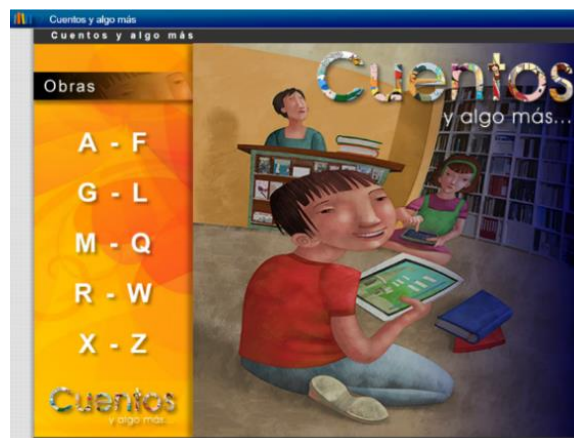 Cuentos y algo más
Cuentos y algo más
Cuentos
y algo más...
Obras
A - F
G - L
M - Q
R - W
X - Z
Cuentos
y algo más...